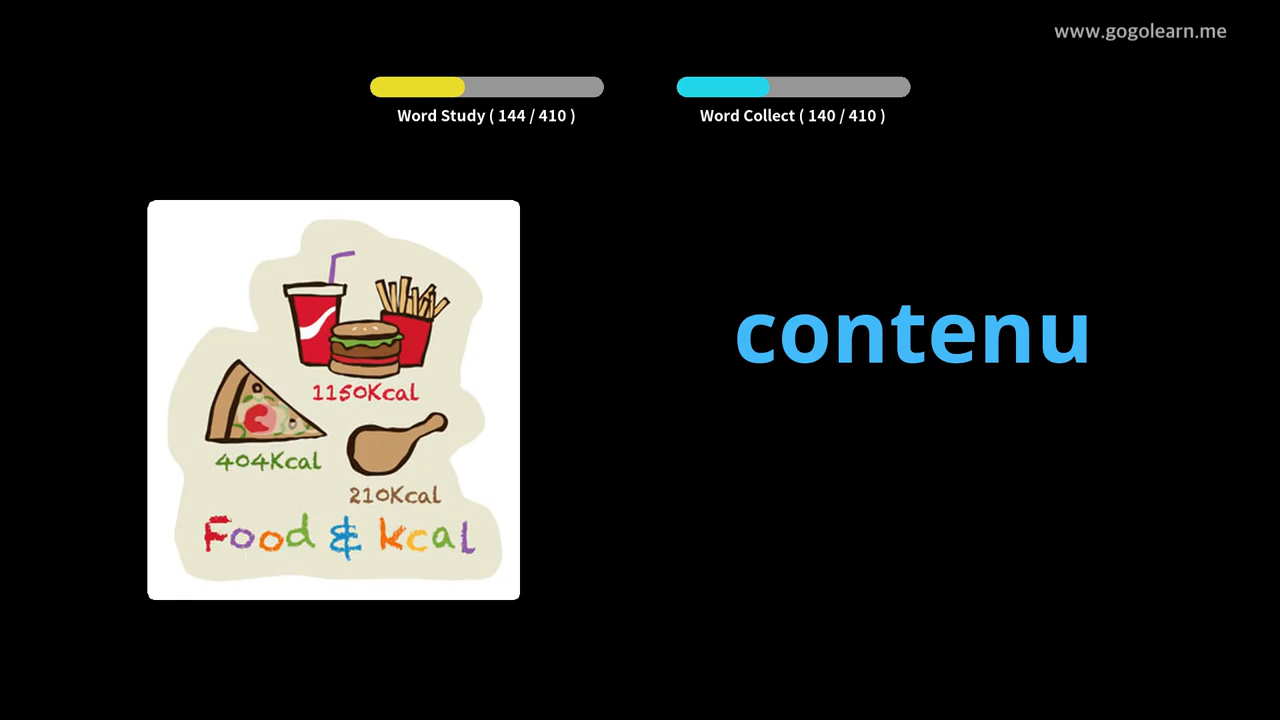 www.gogolearn.me
Word Study ( 144 / 410 )
Word Collect ( 140 / 410 )
contenu
1150Kcal
404Kcal
210Kcal
Food & kcal